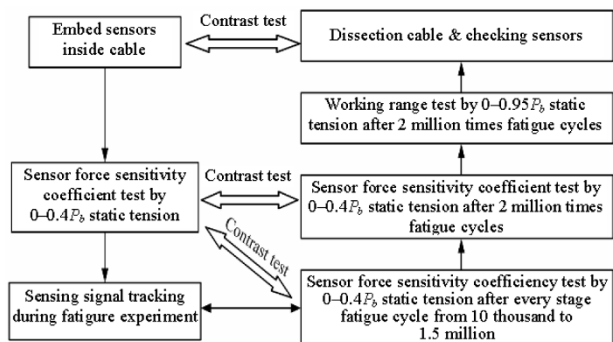 Embed sensors
inside cable
Contrast test
Dissection cable & checking sensors
Working range test by 0–0.95P_b static
tension after 2 million times fatigue cycles
Sensor force sensitivity
coefficient test by
0–0.4P_b static tension
Contrast test
Sensor force sensitivity coefficient test by
0–0.4P_b static tension after 2 million times
fatigue cycles
Contrast test
Sensing signal tracking
during fatigure experiment
Sensor force sensitivity coefficiency test by
0–0.4P_b static tension after every stage
fatigue cycle from 10 thousand to
1.5 million